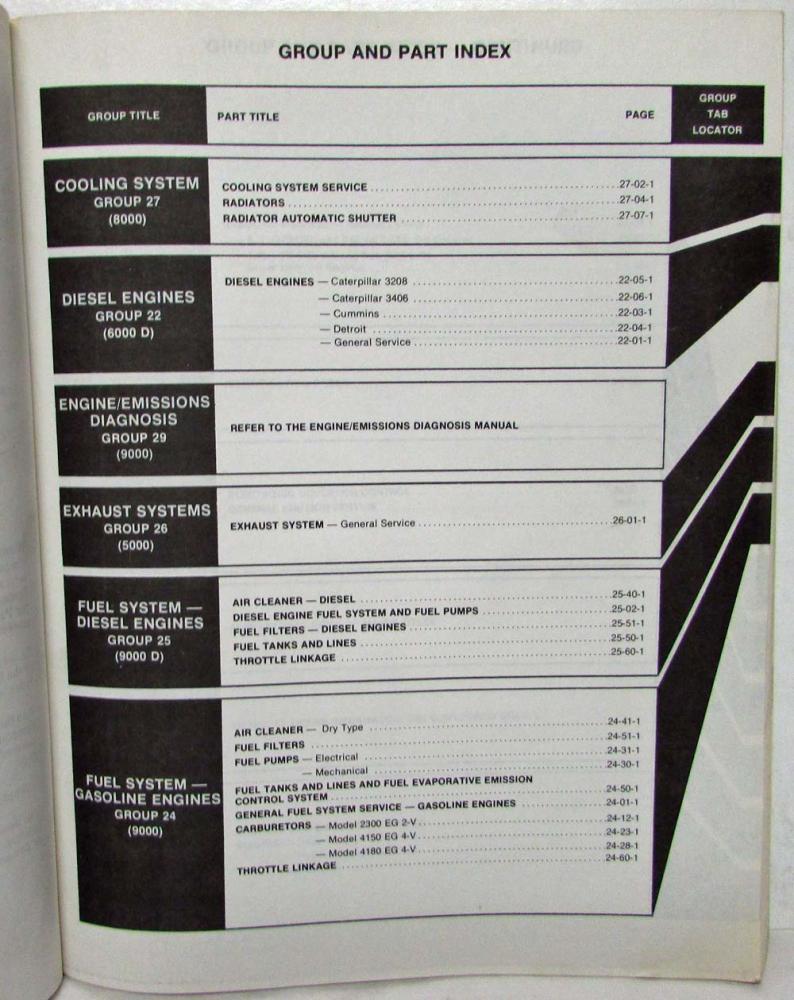 GROUP AND PART INDEX
GROUP TITLE
PART TITLE
PAGE
GROUP
TAB
LOCATOR
COOLING SYSTEM
GROUP 27
(8000)
COOLING SYSTEM SERVICE 27-02-1
RADIATORS 27-04-1
RADIATOR AUTOMATIC SHUTTER 27-07-1
DIESEL ENGINES
GROUP 22
(6000 D)
DIESEL ENGINES — Caterpillar 3208 22-05-1
— Caterpillar 3406 22-06-1
— Cummins 22-03-1
— Detroit 22-04-1
— General Service 22-01-1
ENGINE/EMISSIONS
DIAGNOSIS
GROUP 29
(9000)
REFER TO THE ENGINE/EMISSIONS DIAGNOSIS MANUAL
EXHAUST SYSTEMS
GROUP 26
(5000)
EXHAUST SYSTEM — General Service 26-01-1
FUEL SYSTEM —
DIESEL ENGINES
GROUP 25
(9000 D)
AIR CLEANER — DIESEL 25-40-1
DIESEL ENGINE FUEL SYSTEM AND FUEL PUMPS 25-02-1
FUEL FILTERS — DIESEL ENGINES 25-51-1
FUEL TANKS AND LINES 25-50-1
THROTTLE LINKAGE 25-60-1
FUEL SYSTEM —
GASOLINE ENGINES
GROUP 24
(9000)
AIR CLEANER — Dry Type 24-41-1
FUEL FILTERS 24-51-1
FUEL PUMPS — Electrical 24-31-1
— Mechanical 24-30-1
FUEL TANKS AND LINES AND FUEL EVAPORATIVE EMISSION
CONTROL SYSTEM 24-50-1
GENERAL FUEL SYSTEM SERVICE — GASOLINE ENGINES 24-01-1
CARBURETORS — Model 2300 EG 2-V 24-12-1
— Model 4150 EG 4-V 24-23-1
— Model 4180 EG 4-V 24-28-1
THROTTLE LINKAGE 24-60-1